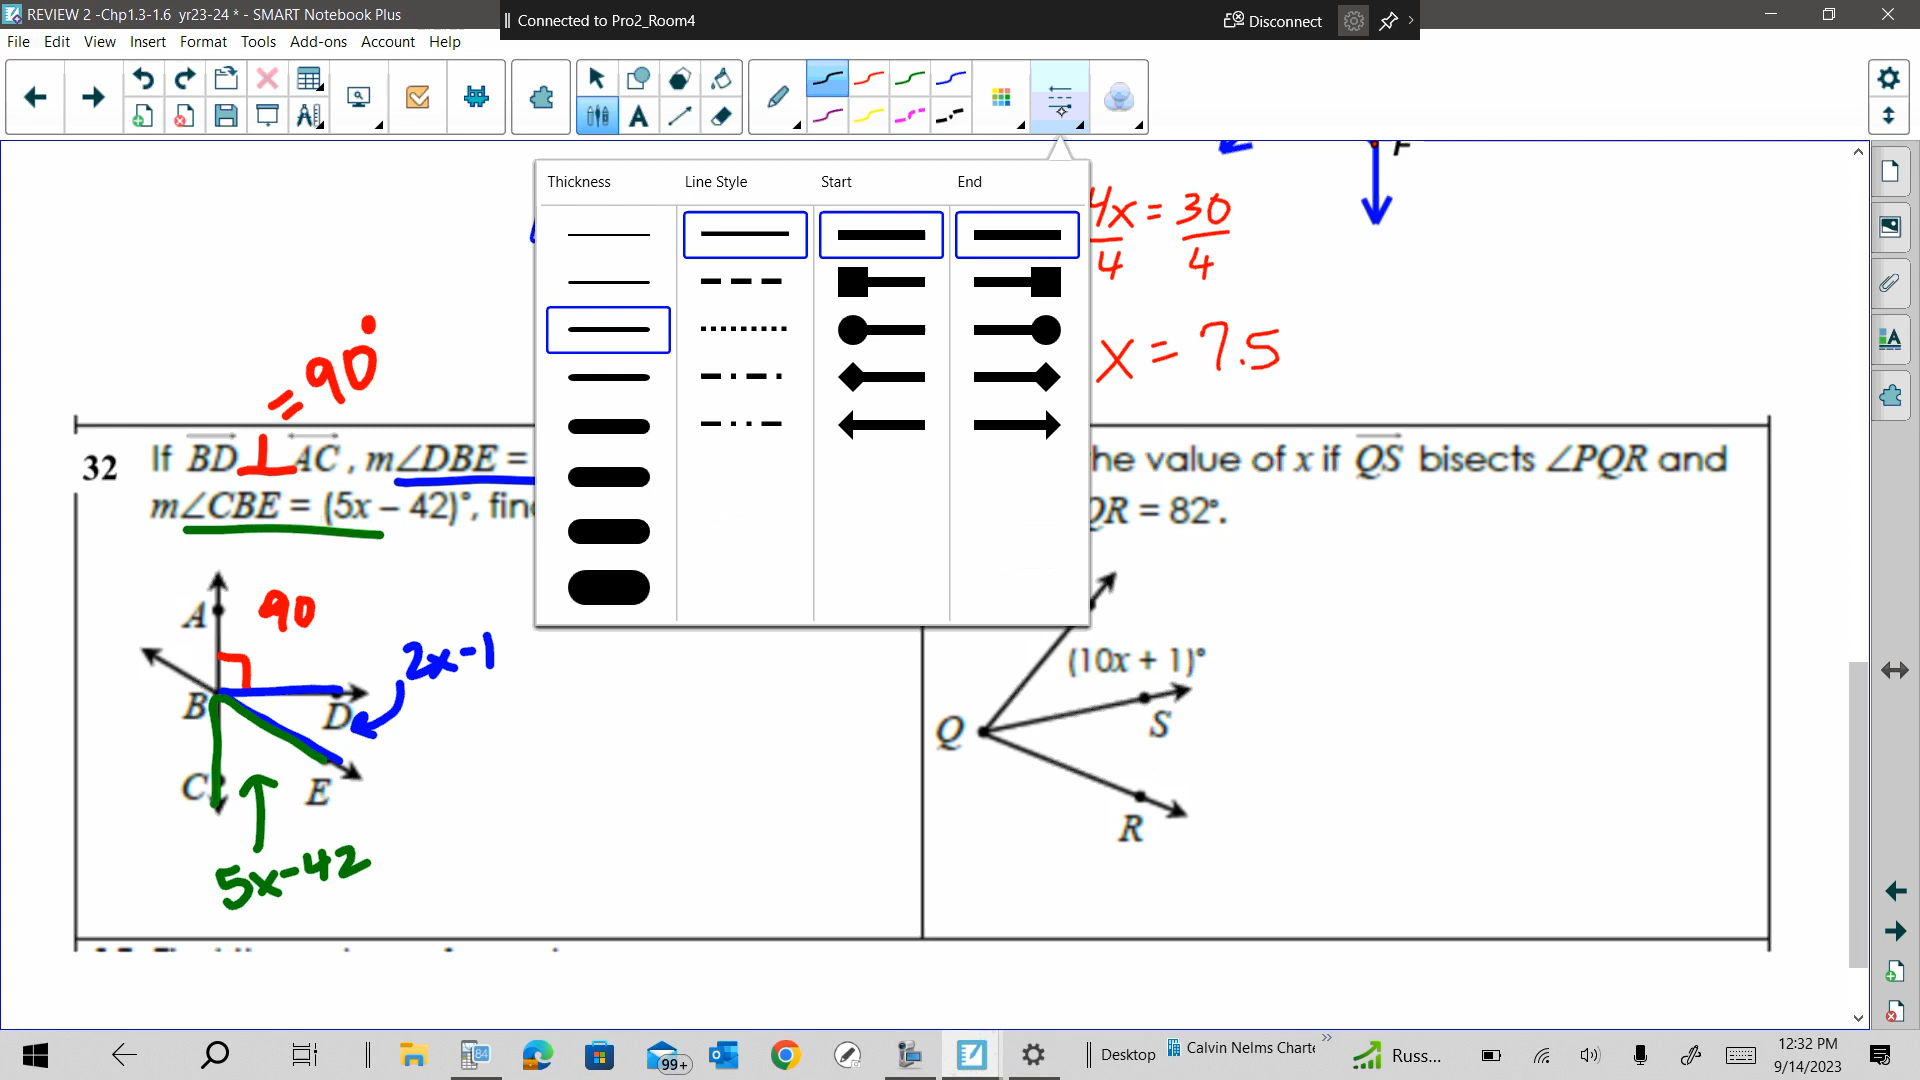 REVIEW 2 -Chp1.3-1.6 yr23-24 * - SMART Notebook Plus
Connected to Pro2_Room4
Disconnect
File Edit View Insert Format Tools Add-ons Account Help
Thickness Line Style Start End
F
4x = 30
4 4
x = 7.5
= 90°
32 If BD ⊥ AC, m∠DBE =
m∠CBE = (5x – 42)°, find
he value of x if QS bisects ∠PQR and
QR = 82°.
A 90
2x-1
B D
C E
5x-42
(10x + 1)°
Q S
R
99+
84
Desktop
Calvin Nelms Charte
Russ...
12:32 PM
9/14/2023